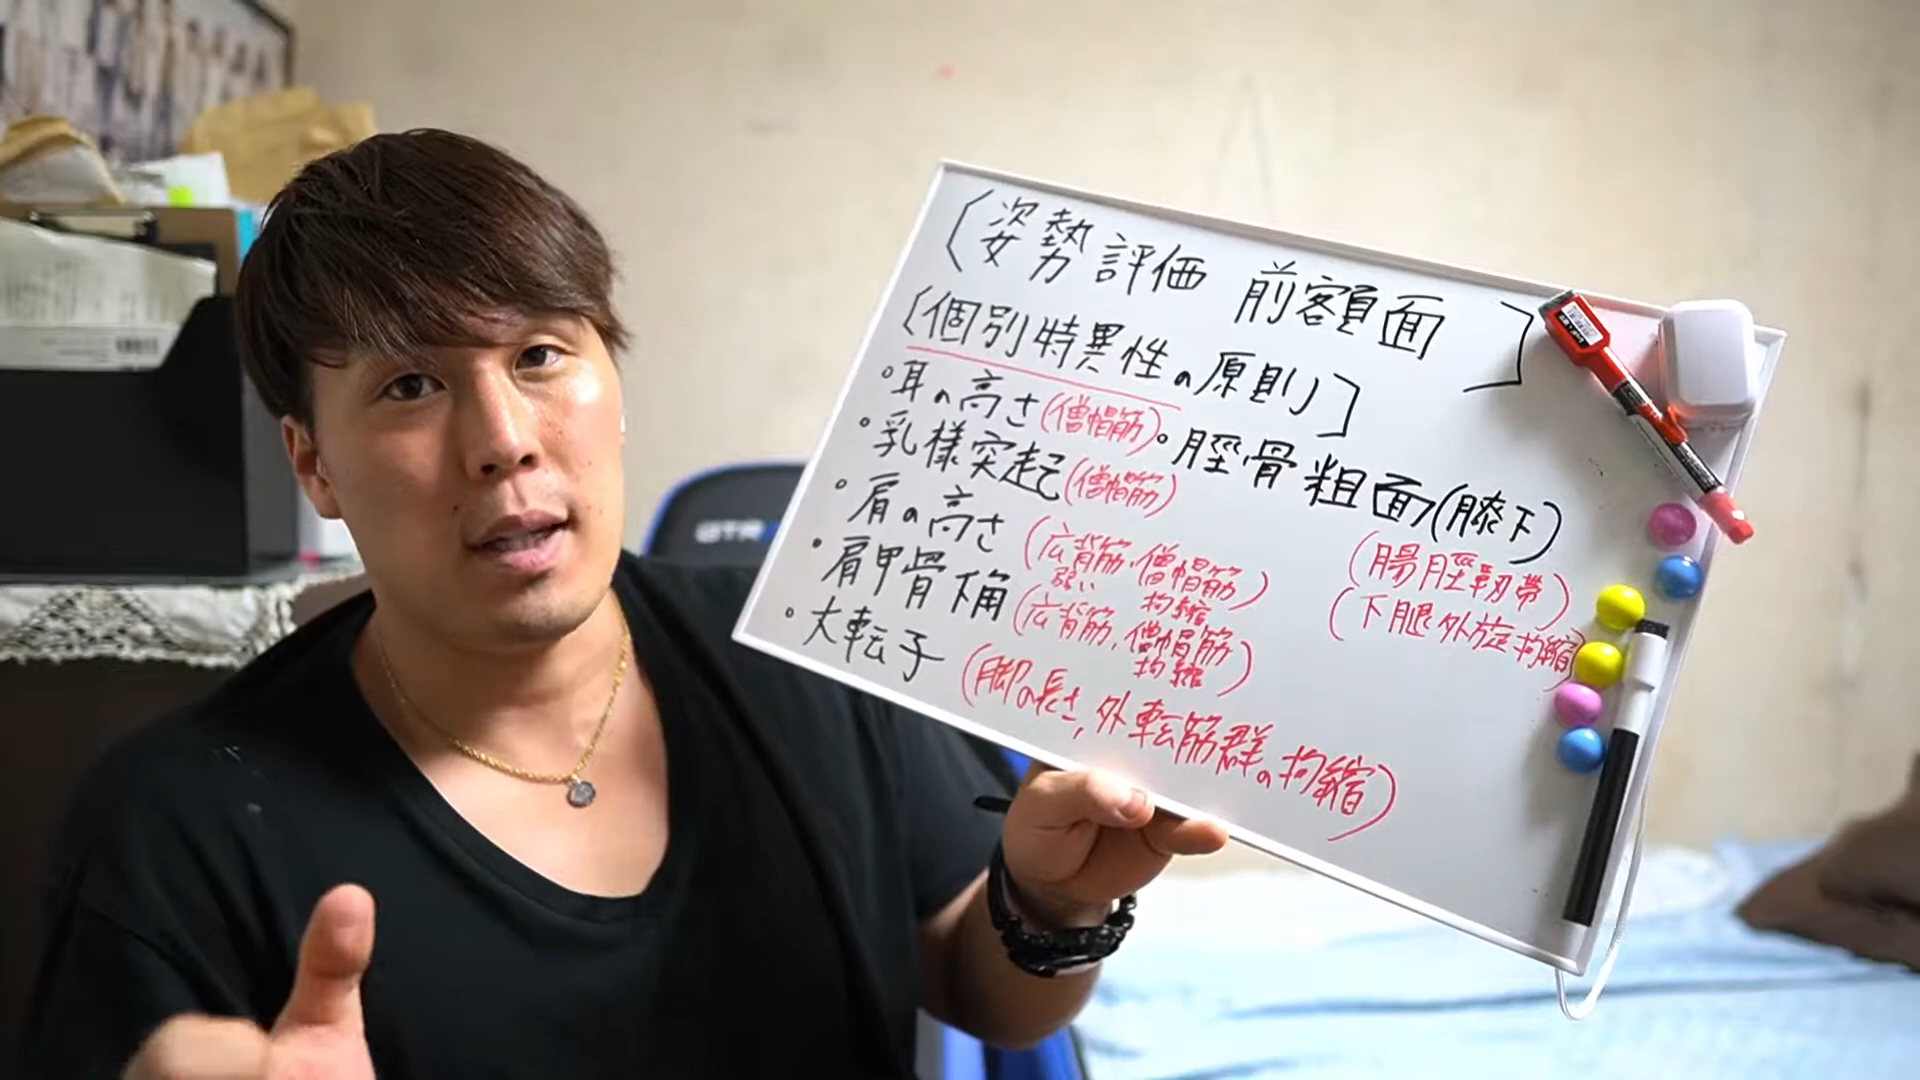 〔姿勢評価 前額面〕
〔個別特異性の原則〕
・耳の高さ(僧帽筋)
・乳様突起(僧帽筋)
・肩の高さ(広背筋,僧帽筋)
弱い 拘縮
・肩甲骨下角(広背筋,僧帽筋)
拘縮
・大転子(脚の長さ,外転筋群の拘縮)
・脛骨粗面(膝下)
(腸脛靭帯)
(下腿外旋拘縮)
GTR